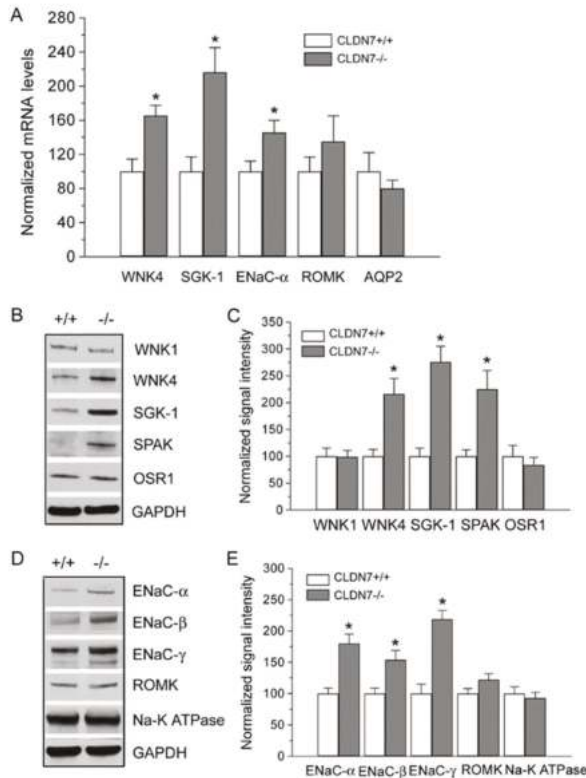 A
Normalized mRNA levels
280
240
200
160
120
80
40
0
CLDN7+/+
CLDN7-/-
*
*
*
WNK4 SGK-1 ENaC-α ROMK AQP2
B
+/+ -/-
WNK1
WNK4
SGK-1
SPAK
OSR1
GAPDH
C
Normalized signal intensity
350
300
250
200
150
100
50
0
CLDN7+/+
CLDN7-/-
*
*
*
WNK1 WNK4 SGK-1 SPAK OSR1
D
+/+ -/-
ENaC-α
ENaC-β
ENaC-γ
ROMK
Na-K ATPase
GAPDH
E
Normalized signal intensity
300
250
200
150
100
50
0
CLDN7+/+
CLDN7-/-
*
*
*
ENaC-α ENaC-β ENaC-γ ROMK Na-K ATPase